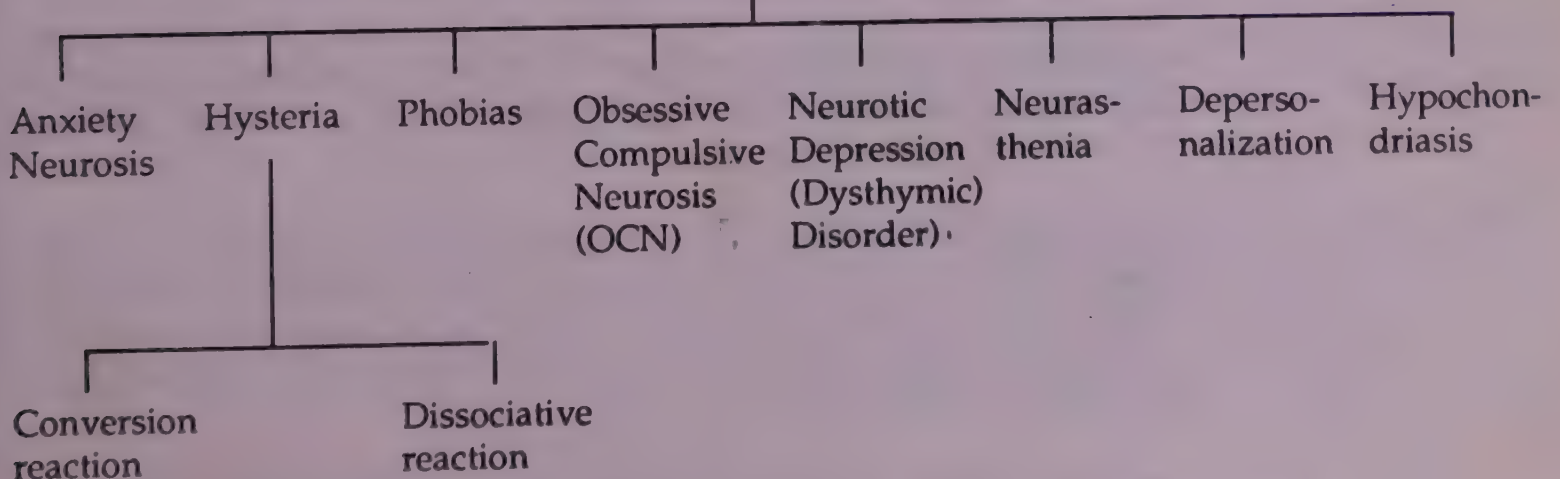 Anxiety
Neurosis
Hysteria
Phobias
Obsessive
Compulsive
Neurosis
(OCN)
Neurotic
Depression
(Dysthymic)
Disorder)
Neuras-
thenia
Deperso-
nalization
Hypochon-
driasis
Conversion
reaction
Dissociative
reaction